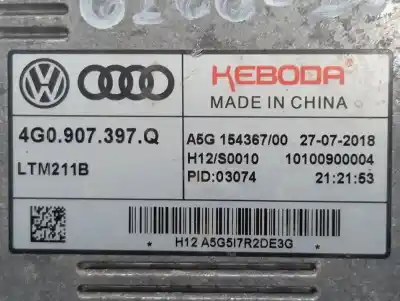 KEBODA
MADE IN CHINA
4G0.907.397.Q
LTM211B
A5G 154367/00 27-07-2018
H12/S0010 10100900004
PID:03074 21:21:53
* H12 A5G5I7R2DE3G *